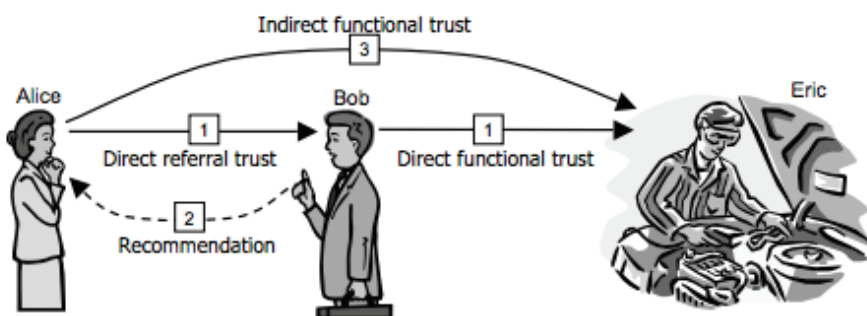 Indirect functional trust
3
Alice
Bob
Eric
1
1
Direct referral trust
Direct functional trust
2
Recommendation